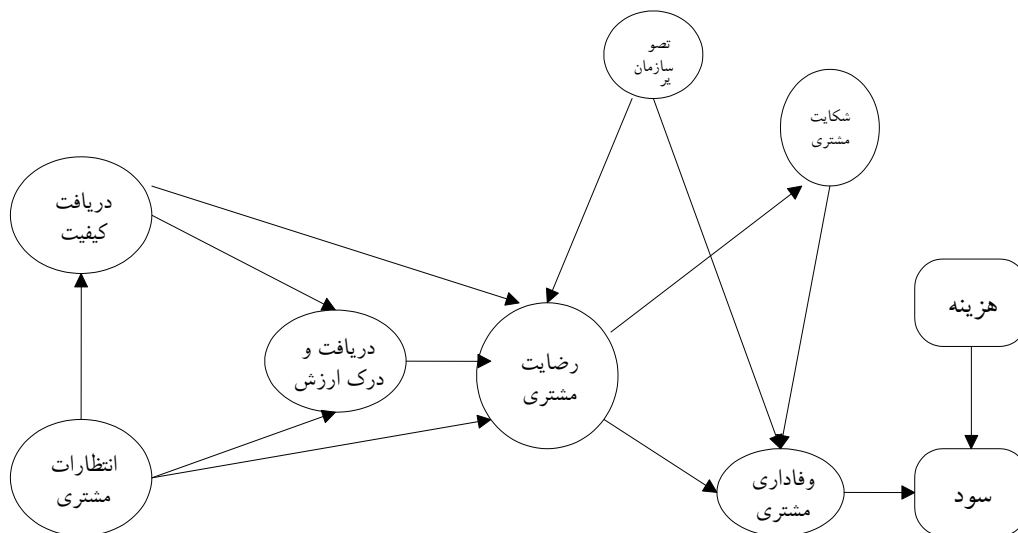 تصو
سازمان
یر
شکایت
مشتری
دریافت
کیفیت
هزینه
دریافت و
درک ارزش
رضایت
مشتری
انتظارات
مشتری
وفاداری
مشتری
سود